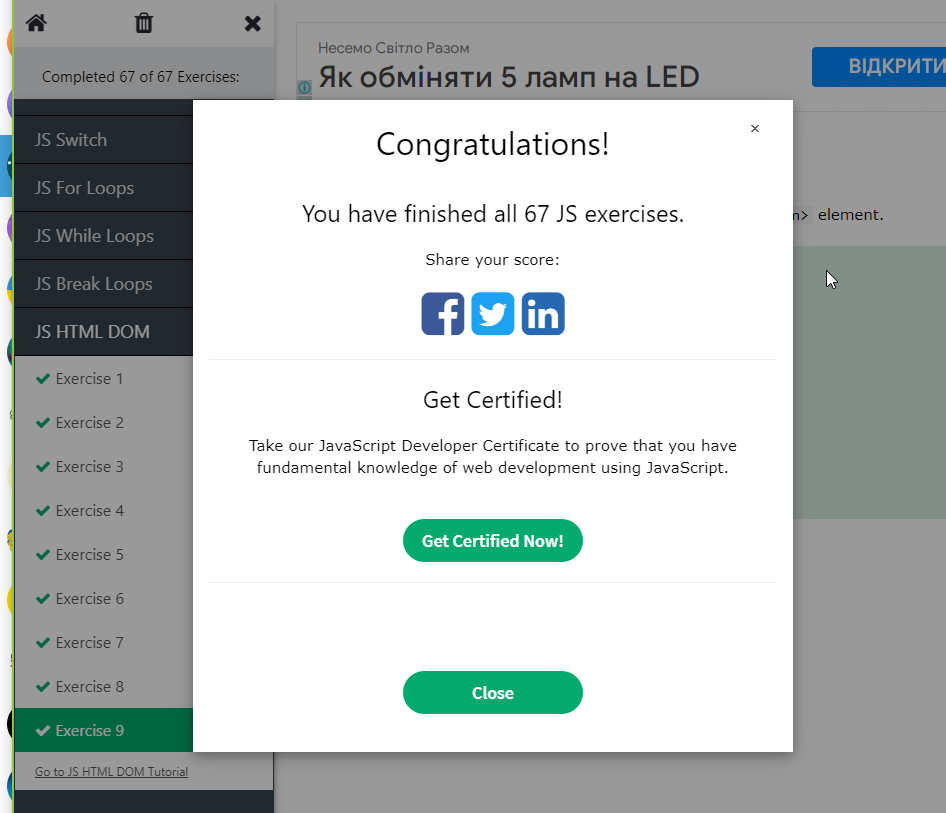 Completed 67 of 67 Exercises:
JS Switch
JS For Loops
JS While Loops
JS Break Loops
JS HTML DOM
Exercise 1
Exercise 2
Exercise 3
Exercise 4
Exercise 5
Exercise 6
Exercise 7
Exercise 8
Exercise 9
Go to JS HTML DOM Tutorial
Несемо Світло Разом
Як обміняти 5 ламп на LED
ВІДКРИТИ
element.
×
Congratulations!
You have finished all 67 JS exercises.
Share your score:
Get Certified!
Take our JavaScript Developer Certificate to prove that you have
fundamental knowledge of web development using JavaScript.
Get Certified Now!
Close